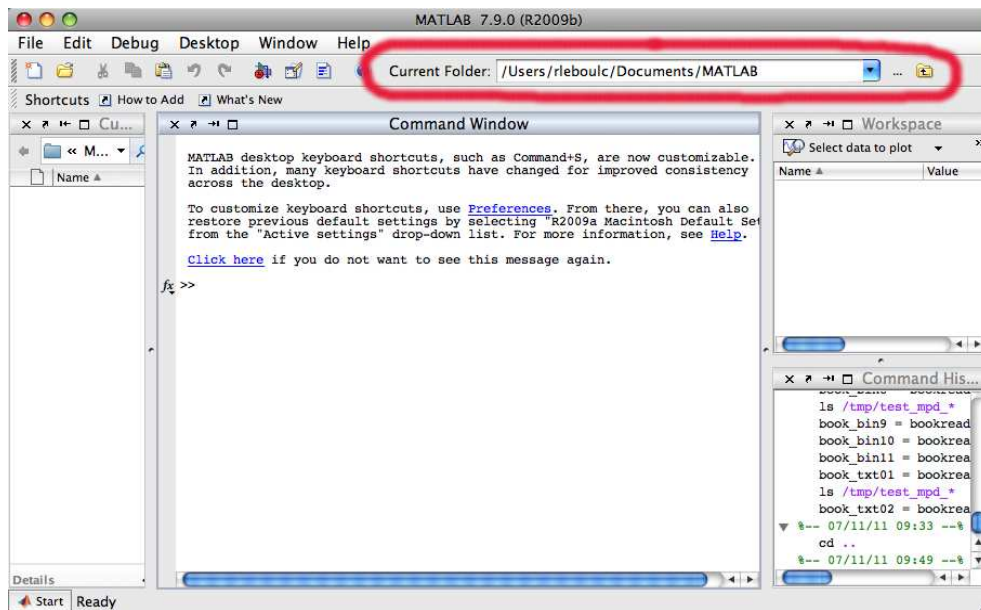 MATLAB 7.9.0 (R2009b)
File Edit Debug Desktop Window Help
Current Folder: /Users/rleboulc/Documents/MATLAB ...
Shortcuts How to Add What's New
Cu...
« M...
Name
Command Window
MATLAB desktop keyboard shortcuts, such as Command+S, are now customizable.
In addition, many keyboard shortcuts have changed for improved consistency
across the desktop.
To customize keyboard shortcuts, use Preferences. From there, you can also
restore previous default settings by selecting "R2009a Macintosh Default Set
from the "Active settings" drop-down list. For more information, see Help.
Click here if you do not want to see this message again.
fx >>
Workspace
Select data to plot »
Name Value
Command His...
ls /tmp/test_mpd_*
book_bin9 = bookread
book_bin10 = bookrea
book_bin11 = bookrea
book_txt01 = bookrea
ls /tmp/test_mpd_*
book_txt02 = bookrea
%-- 07/11/11 09:33 --%
cd ..
%-- 07/11/11 09:49 --%
Details
Start Ready